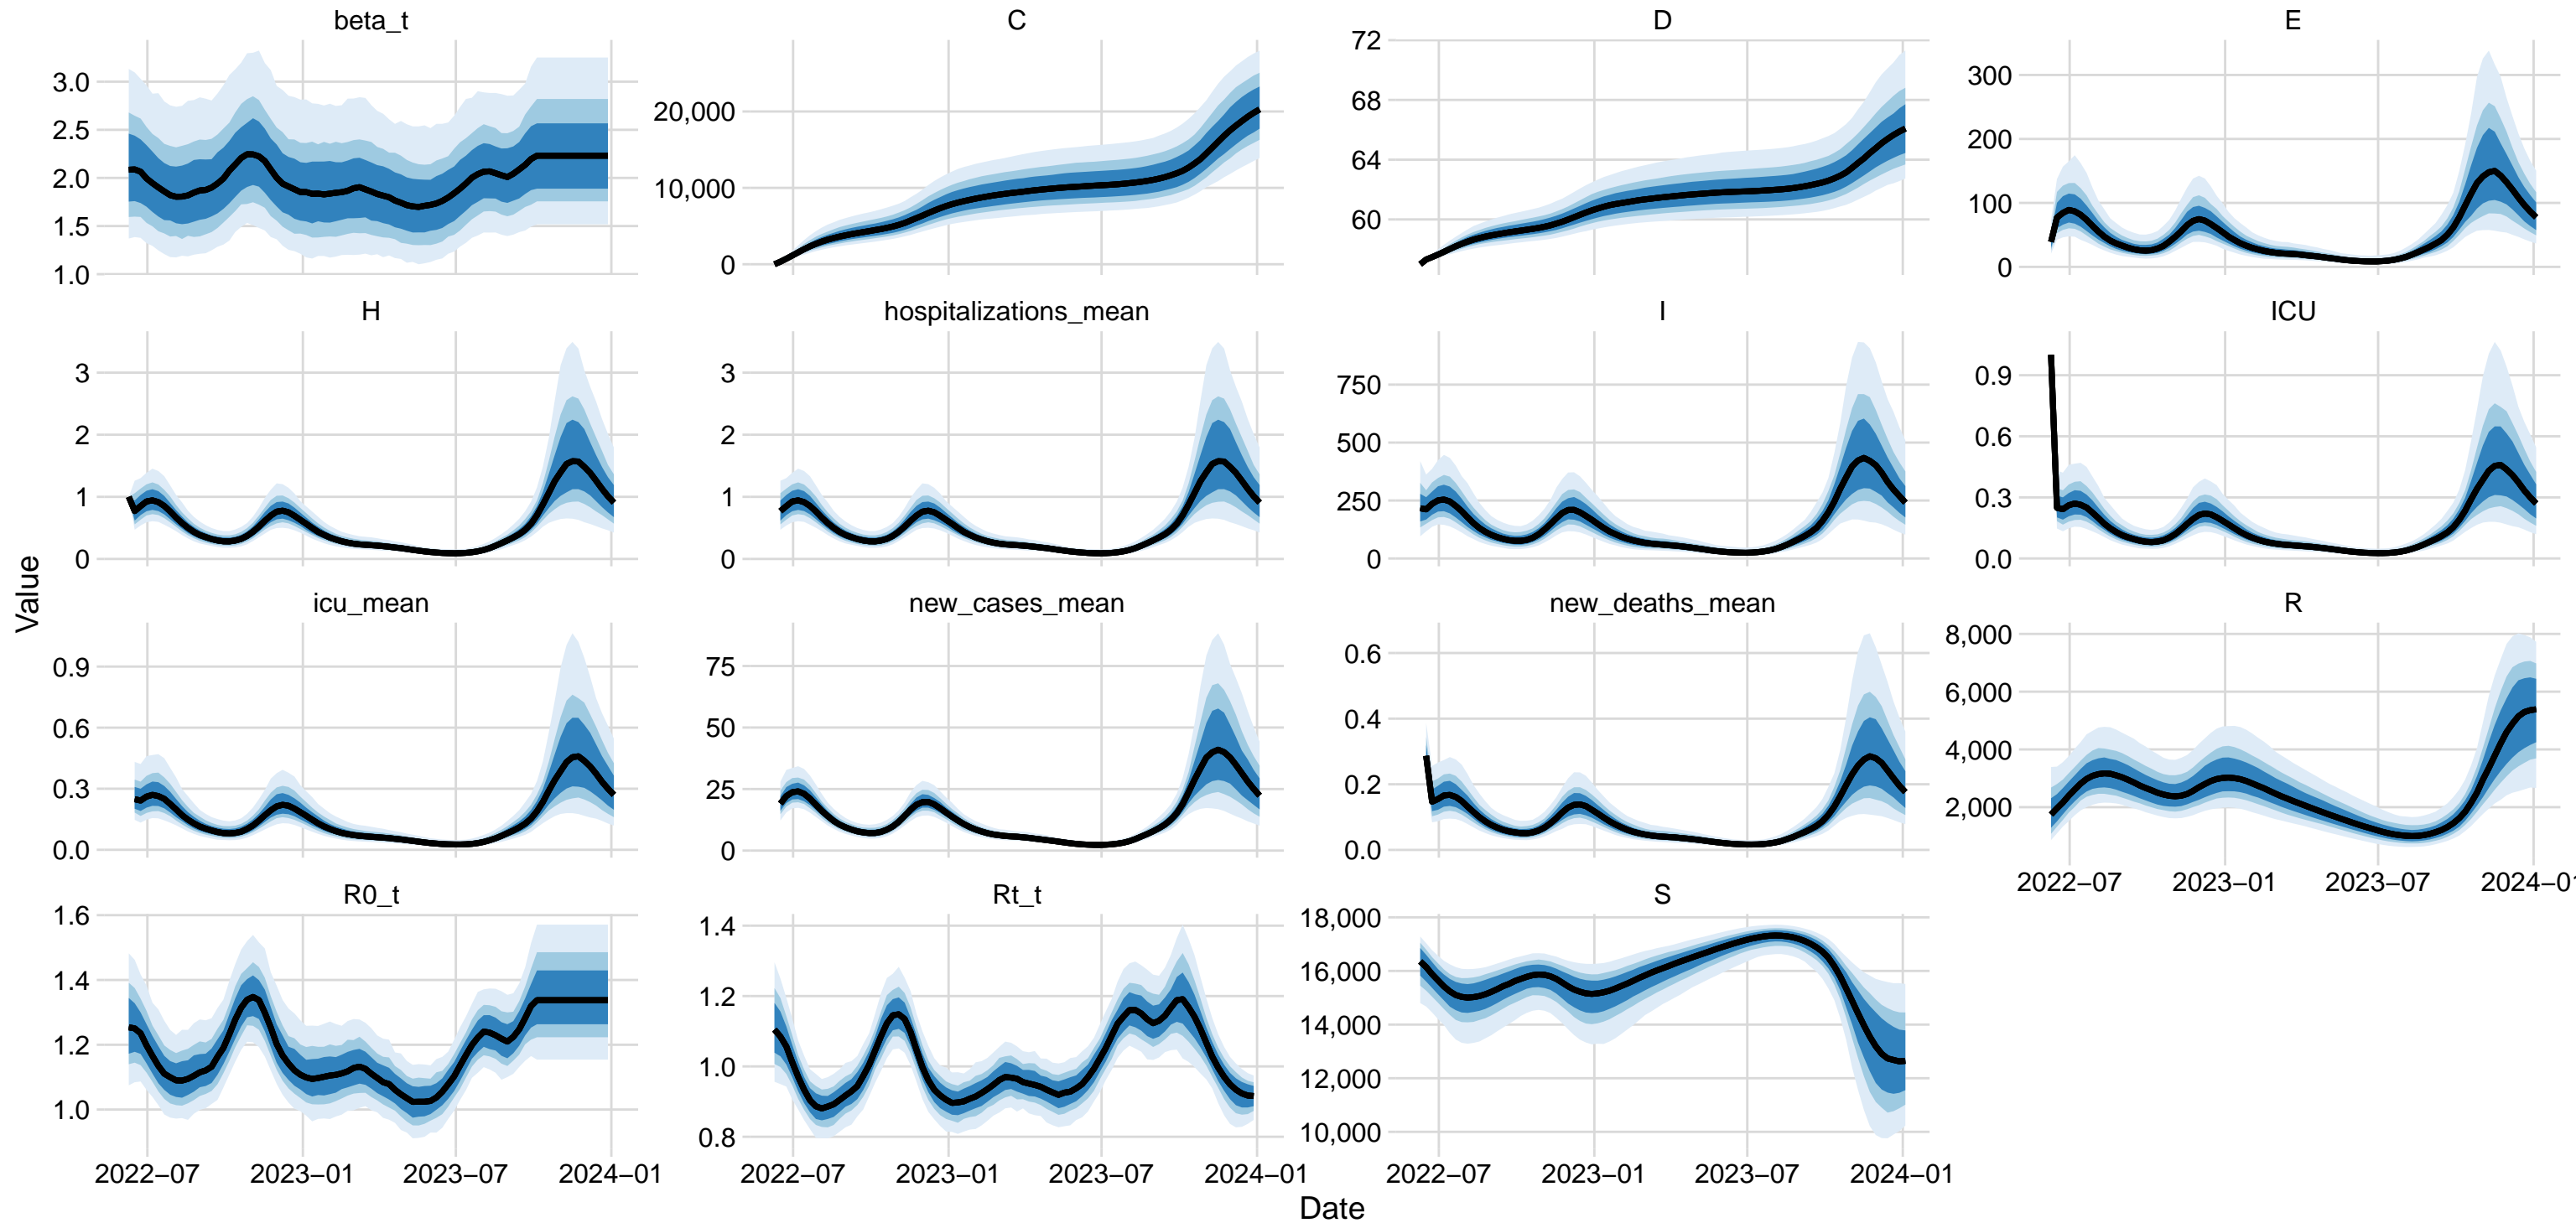 beta_t
C
D
E
3.0
2.5
2.0
1.5
1.0
20,000
10,000
0
72
68
64
60
300
200
100
0
H
hospitalizations_mean
I
ICU
3
2
1
0
3
2
1
0
750
500
250
0
0.9
0.6
0.3
0.0
Value
icu_mean
new_cases_mean
new_deaths_mean
R
0.9
0.6
0.3
0.0
75
50
25
0
0.6
0.4
0.2
0.0
8,000
6,000
4,000
2,000
2022−07 2023−01 2023−07 2024−01
R0_t
Rt_t
S
1.6
1.4
1.2
1.0
1.4
1.2
1.0
0.8
18,000
16,000
14,000
12,000
10,000
2022−07 2023−01 2023−07 2024−01
2022−07 2023−01 2023−07 2024−01
2022−07 2023−01 2023−07 2024−01
Date